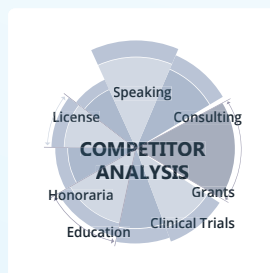 Speaking
License
Consulting
COMPETITOR
ANALYSIS
Honoraria
Grants
Education
Clinical Trials